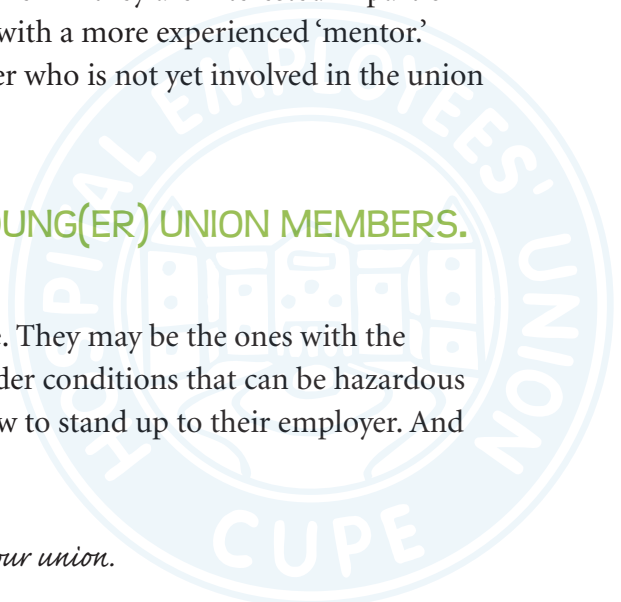 with a more experienced ‘mentor.’
er who is not yet involved in the union
OUNG(ER) UNION MEMBERS.
e. They may be the ones with the
der conditions that can be hazardous
w to stand up to their employer. And
our union.
HOSPITAL EMPLOYEES' UNION
CUPE